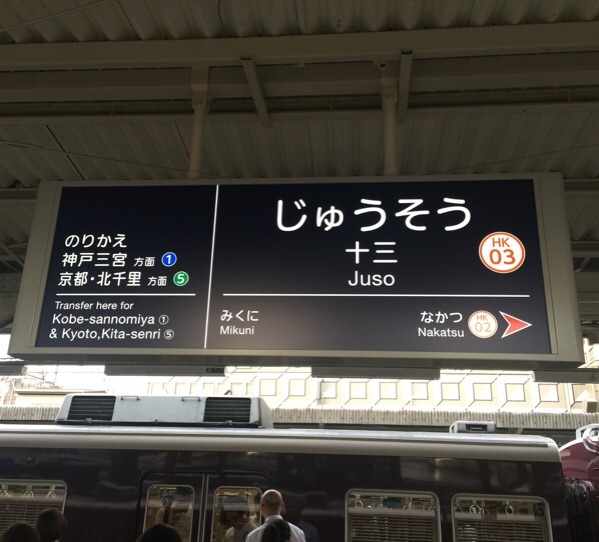 のりかえ
神戸三宮 方面 1
京都・北千里 方面 5
Transfer here for
Kobe-sannomiya ①
& Kyoto,Kita-senri ⑤
じゅうそう
十三
Juso
HK
03
みくに
Mikuni
なかつ
Nakatsu
HK
02